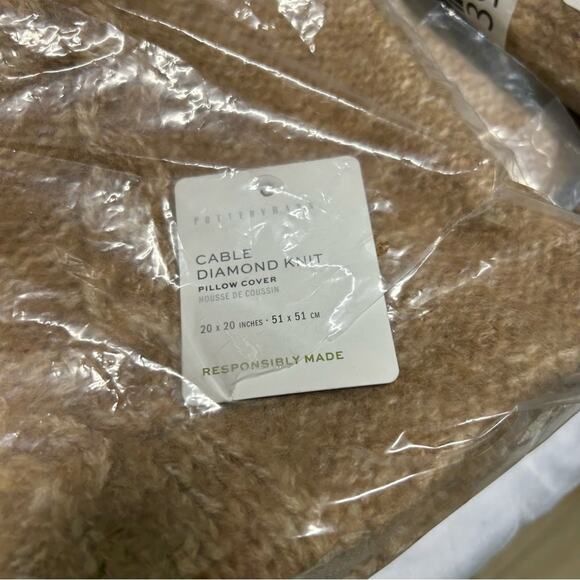 POTTERYBARN
CABLE
DIAMOND KNIT
PILLOW COVER
HOUSSE DE COUSSIN
20 x 20 INCHES · 51 x 51 CM
RESPONSIBLY MADE